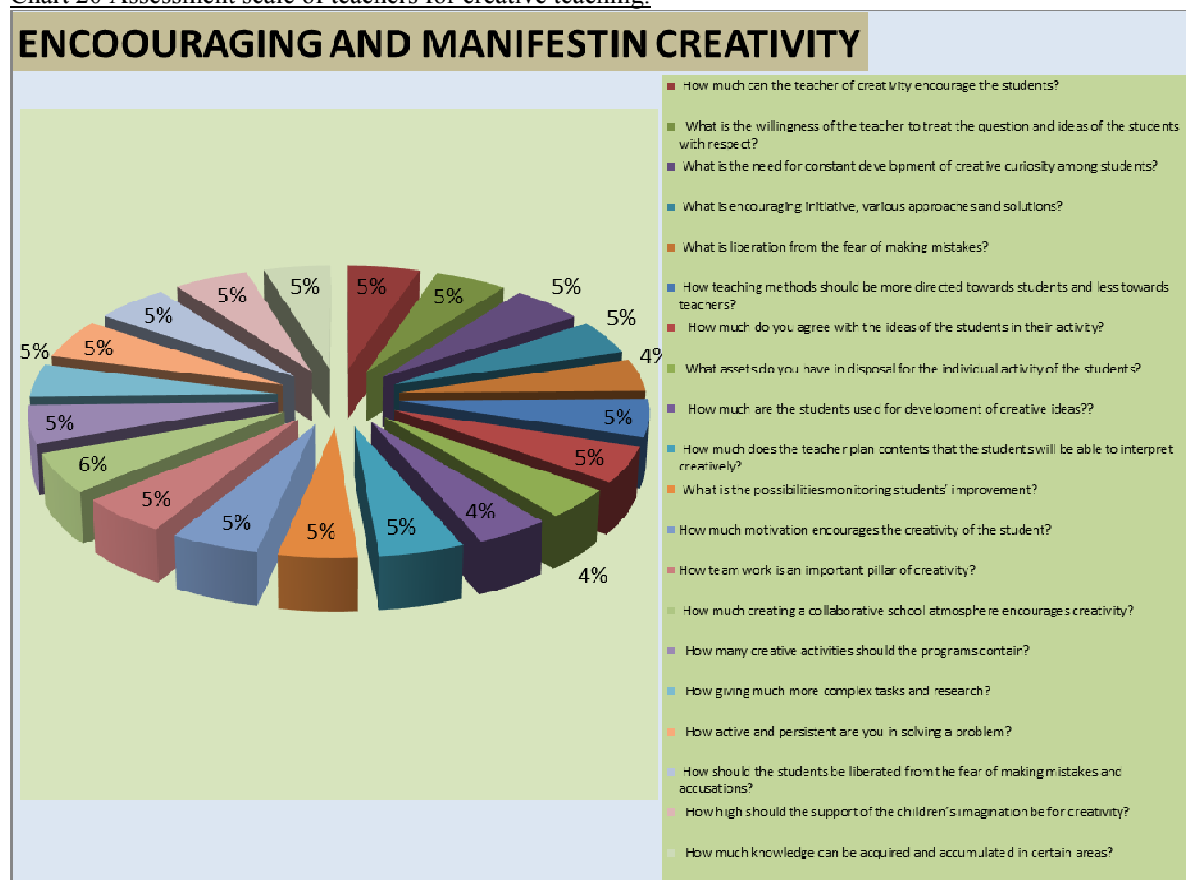 Chart 20 Assessment scale of teachers for creative teaching.
ENCOOURAGING AND MANIFESTIN CREATIVITY
How much can the teacher of creativity encourage the students?
What is the willingness of the teacher to treat the question and ideas of the students
with respect?
What is the need for constant development of creative curiosity among students?
What is encouraging initiative, various approaches and solutions?
What is liberation from the fear of making mistakes?
How teaching methods should be more directed towards students and less towards
teachers?
How much do you agree with the ideas of the students in their activity?
What assets do you have in disposal for the individual activity of the students?
How much are the students used for development of creative ideas??
How much does the teacher plan contents that the students will be able to interpret
creatively?
What is the possibilities monitoring students' improvement?
How much motivation encourages the creativity of the student?
How team work is an important pillar of creativity?
How much creating a collaborative school atmosphere encourages creativity?
How many creative activities should the programs contain?
How giving much more complex tasks and research?
How active and persistent are you in solving a problem?
How should the students be liberated from the fear of making mistakes and
accusations?
How high should the support of the children's imagination be for creativity?
How much knowledge can be acquired and accumulated in certain areas?
5%
5%
5%
5%
4%
5%
5%
4%
4%
5%
5%
5%
5%
6%
5%
5%
5%
5%
5%
5%